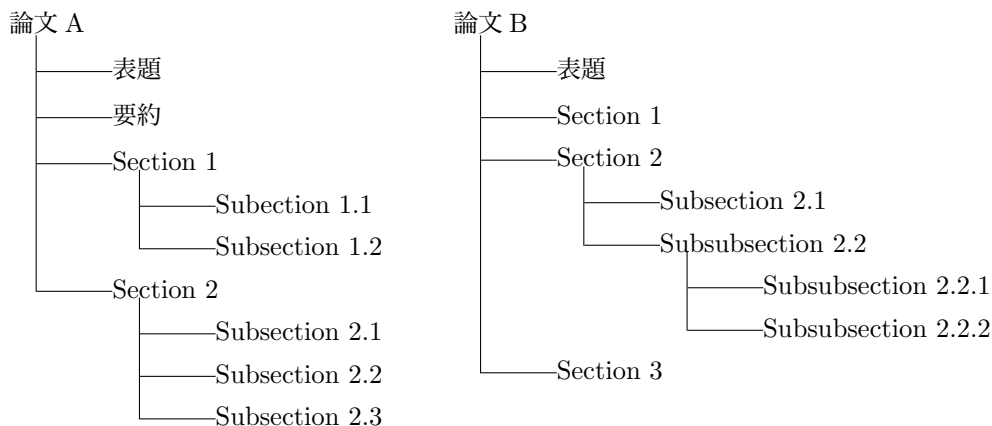 論文 A
表題
要約
Section 1
Subection 1.1
Subsection 1.2
Section 2
Subsection 2.1
Subsection 2.2
Subsection 2.3
論文 B
表題
Section 1
Section 2
Subsection 2.1
Subsubsection 2.2
Subsubsection 2.2.1
Subsubsection 2.2.2
Section 3